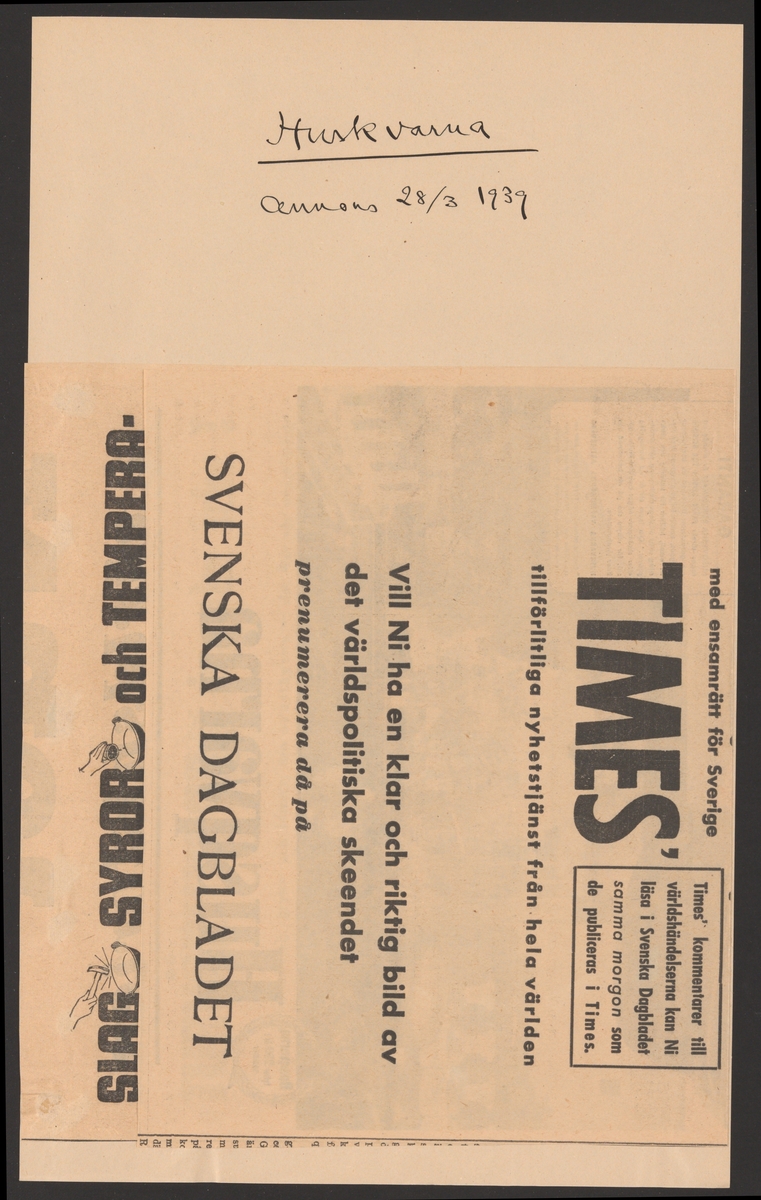 Huskvarna
annons 28/3 1939
med ensamrätt för Sverige
TIMES'
Times' kommentarer till
världshändelserna kan Ni
läsa i Svenska Dagbladet
samma morgon som
de publiceras i Times.
tillförlitliga nyhetstjänst från hela världen
Vill Ni ha en klar och riktig bild av
det världspolitiska skeendet
prenumerera då på
SVENSKA DAGBLADET
SLAG SYROR och TEMPERA-